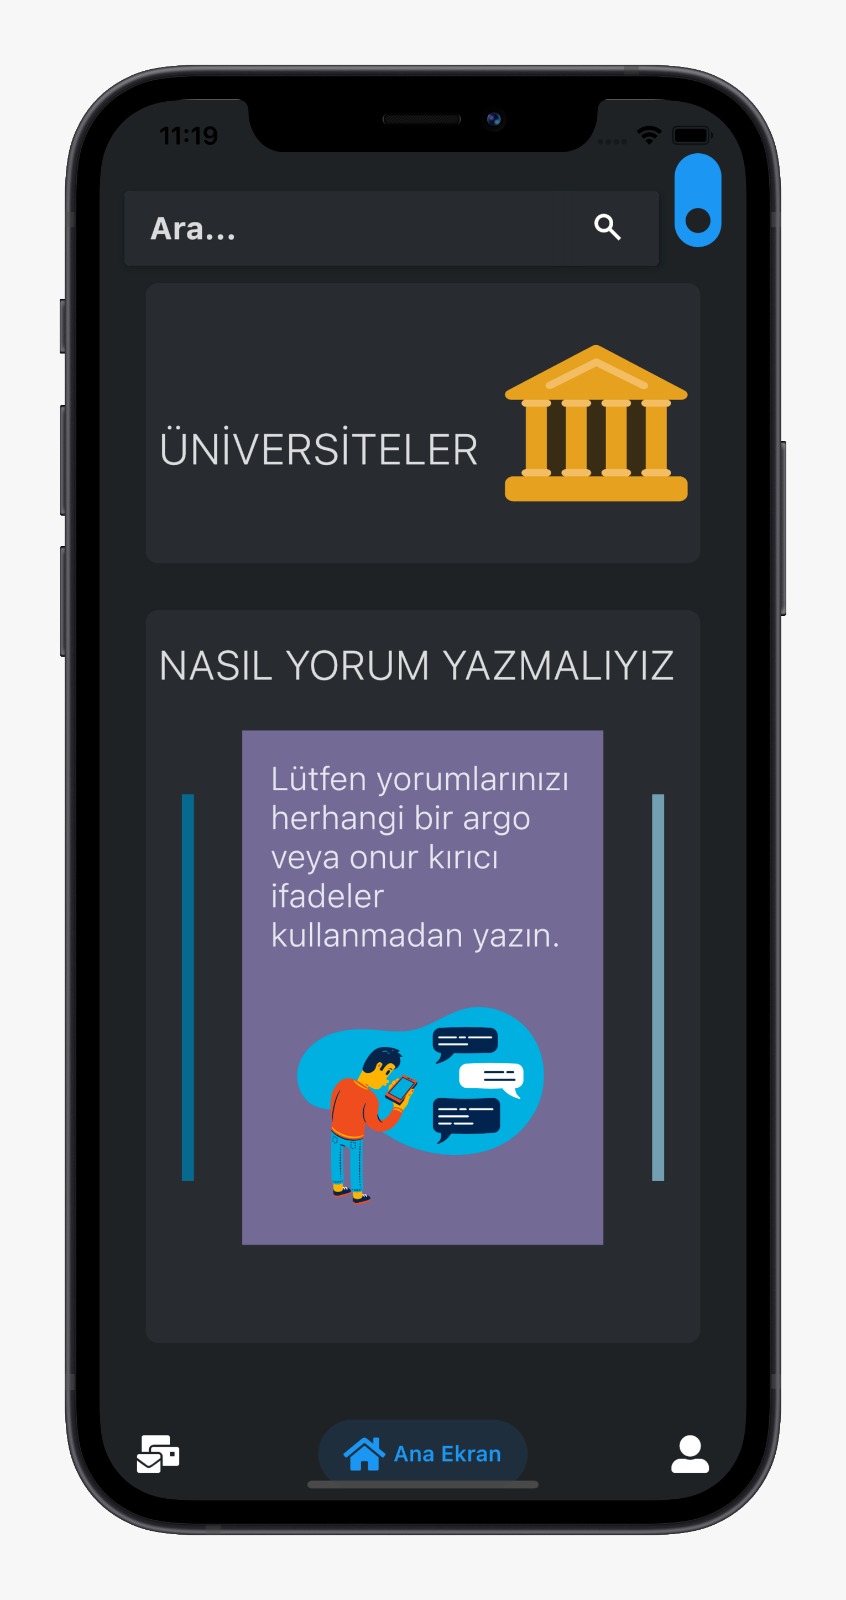 11:19
Ara...
ÜNİVERSİTELER
NASIL YORUM YAZMALIYIZ
Lütfen yorumlarınızı
herhangi bir argo
veya onur kırıcı
ifadeler
kullanmadan yazın.
Ana Ekran